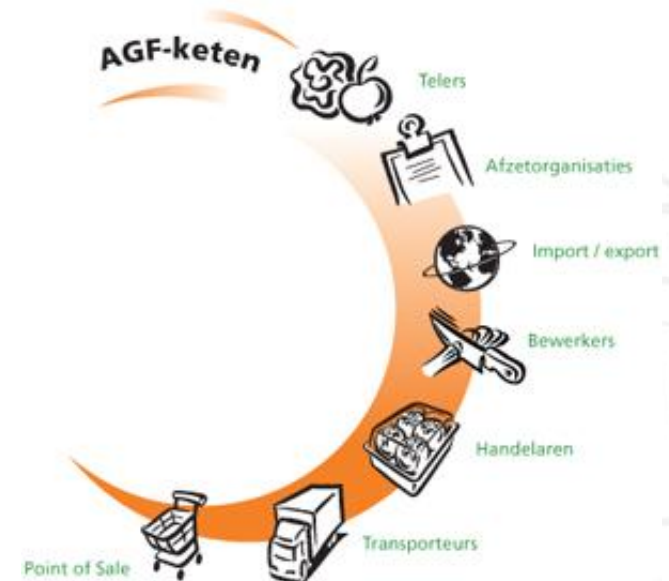 AGF-keten
Telers
Afzetorganisaties
Import / export
Bewerkers
Handelaren
Transporteurs
Point of Sale